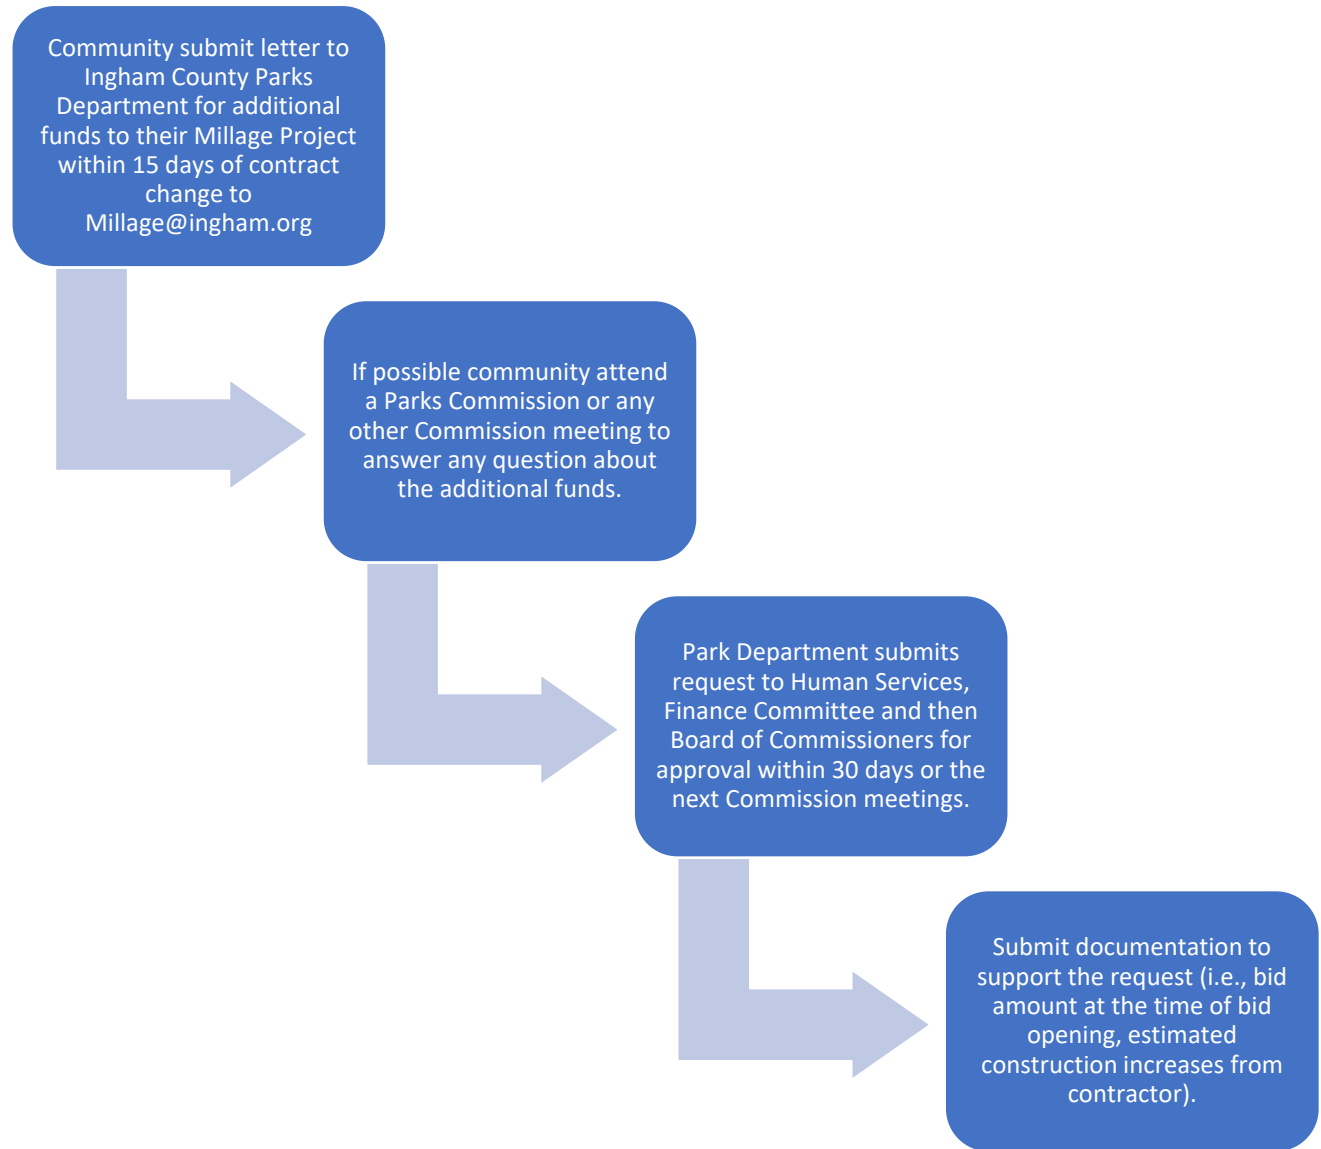 Community submit letter to
Ingham County Parks
Department for additional
funds to their Millage Project
within 15 days of contract
change to
Millage@ingham.org
If possible community attend
a Parks Commission or any
other Commission meeting to
answer any question about
the additional funds.
Park Department submits
request to Human Services,
Finance Committee and then
Board of Commissioners for
approval within 30 days or the
next Commission meetings.
Submit documentation to
support the request (i.e., bid
amount at the time of bid
opening, estimated
construction increases from
contractor).